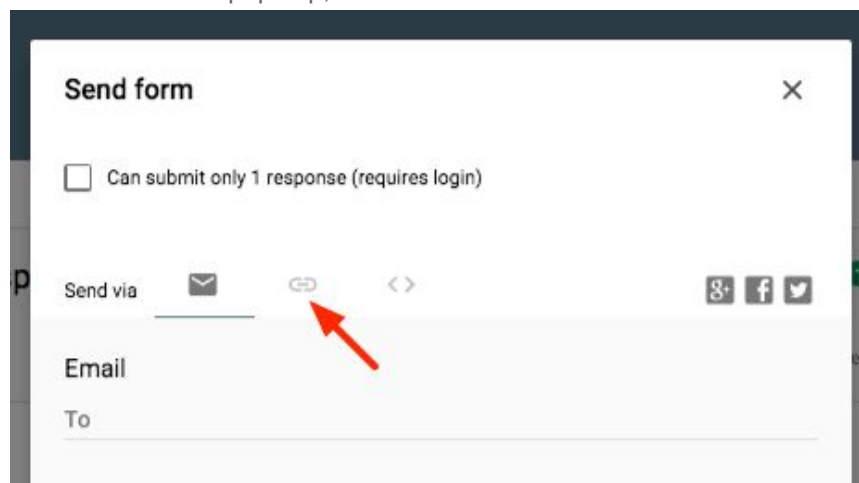 Send form
Can submit only 1 response (requires login)
Send via
Email
To